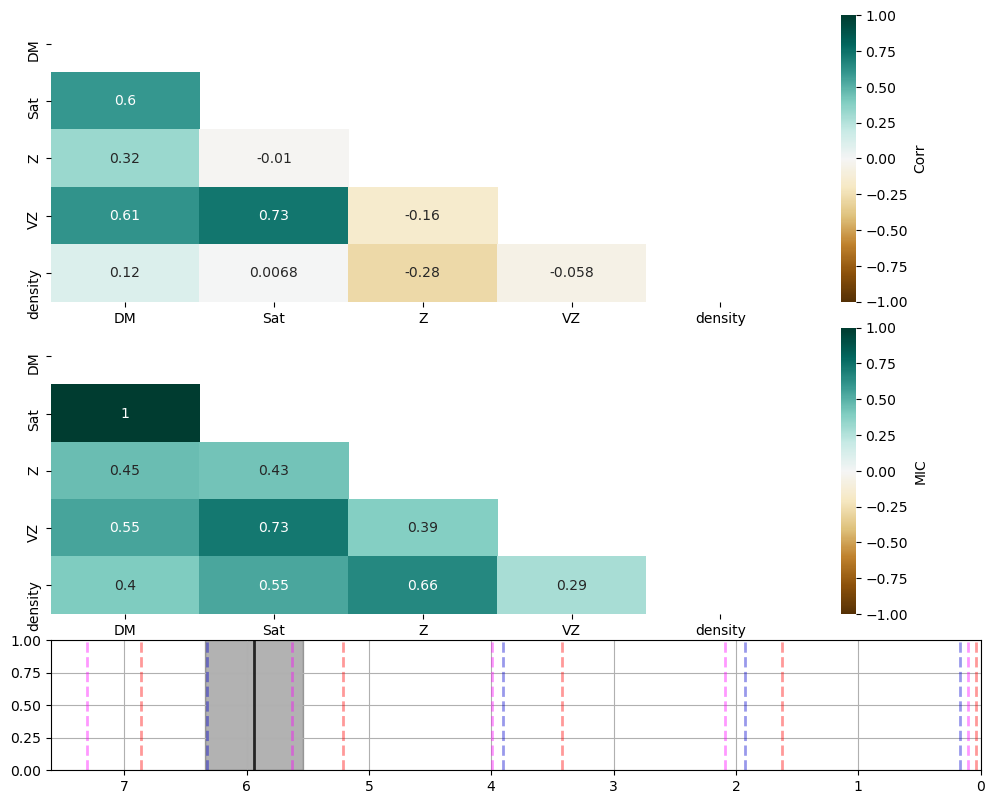 DM
Sat
Z
VZ
density
0.6
0.32 -0.01
0.61 0.73 -0.16
0.12 0.0068 -0.28 -0.058
DM Sat Z VZ density
1.00
0.75
0.50
0.25
0.00
−0.25
−0.50
−0.75
−1.00
Corr
DM
Sat
Z
VZ
density
1
0.45 0.43
0.55 0.73 0.39
0.4 0.55 0.66 0.29
DM Sat Z VZ density
1.00
0.75
0.50
0.25
0.00
−0.25
−0.50
−0.75
−1.00
MIC
1.00
0.75
0.50
0.25
0.00
7 6 5 4 3 2 1 0